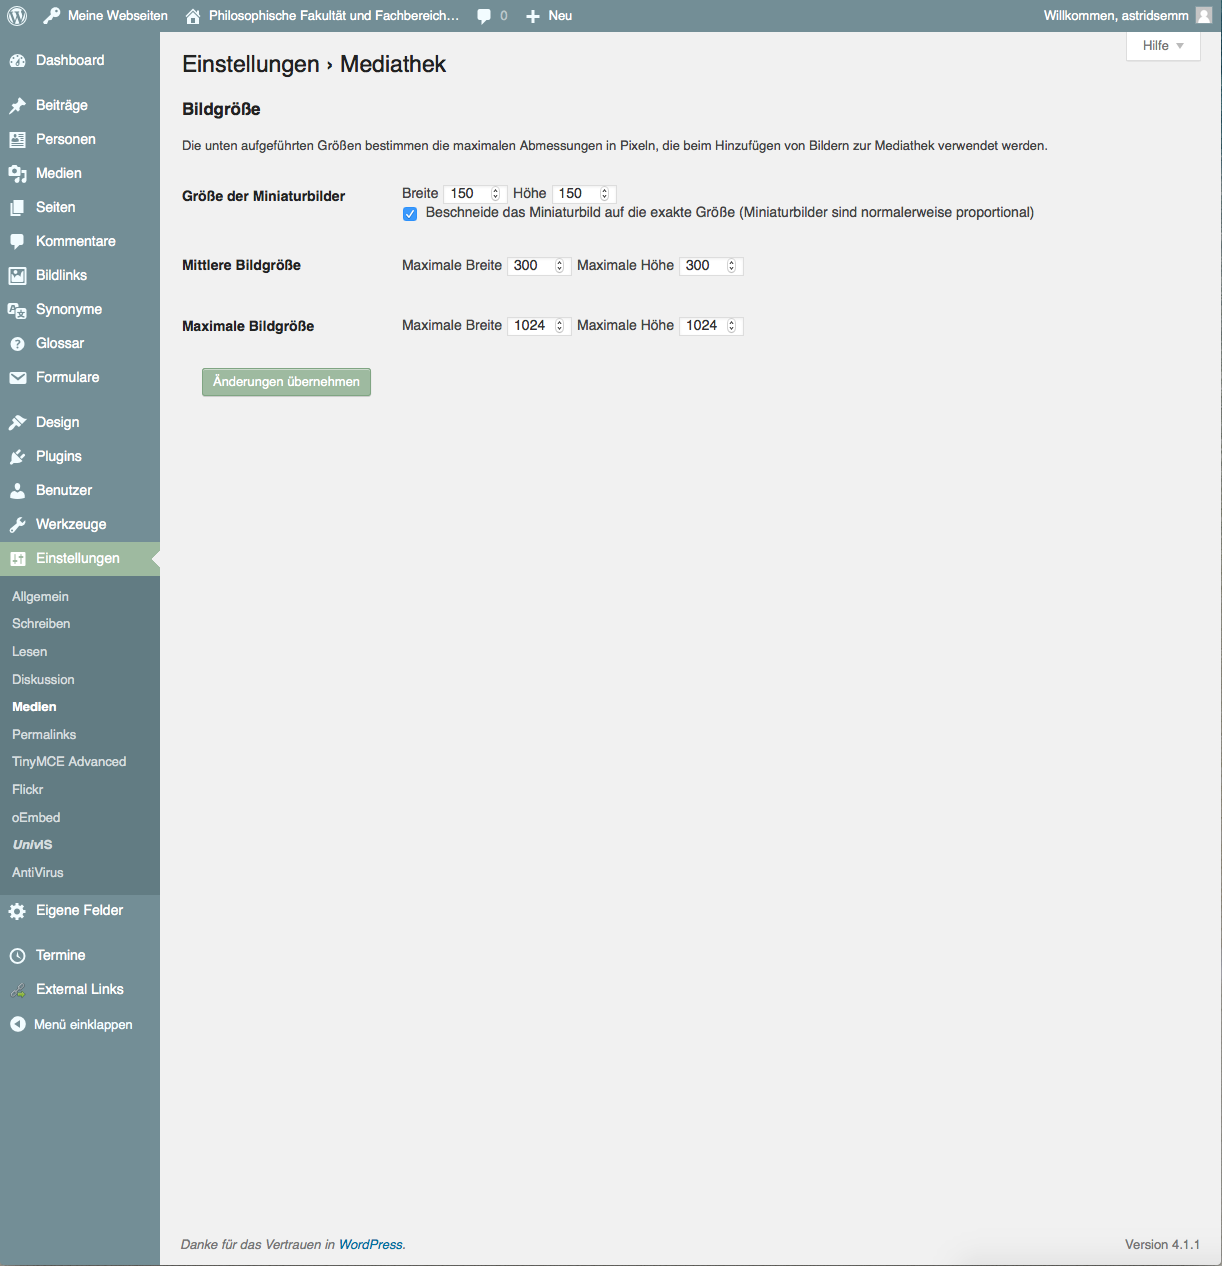 Meine Webseiten Philosophische Fakultät und Fachbereich... 0 Neu Willkommen, astridsemm
Hilfe
Dashboard
Beiträge
Personen
Medien
Seiten
Kommentare
Bildlinks
Synonyme
Glossar
Formulare
Design
Plugins
Benutzer
Werkzeuge
Einstellungen
Allgemein
Schreiben
Lesen
Diskussion
Medien
Permalinks
TinyMCE Advanced
Flickr
oEmbed
UnivIS
AntiVirus
Eigene Felder
Termine
External Links
Menü einklappen
Einstellungen › Mediathek
Bildgröße
Die unten aufgeführten Größen bestimmen die maximalen Abmessungen in Pixeln, die beim Hinzufügen von Bildern zur Mediathek verwendet werden.
Größe der Miniaturbilder Breite 150 Höhe 150
Beschneide das Miniaturbild auf die exakte Größe (Miniaturbilder sind normalerweise proportional)
Mittlere Bildgröße Maximale Breite 300 Maximale Höhe 300
Maximale Bildgröße Maximale Breite 1024 Maximale Höhe 1024
Änderungen übernehmen
Danke für das Vertrauen in WordPress. Version 4.1.1